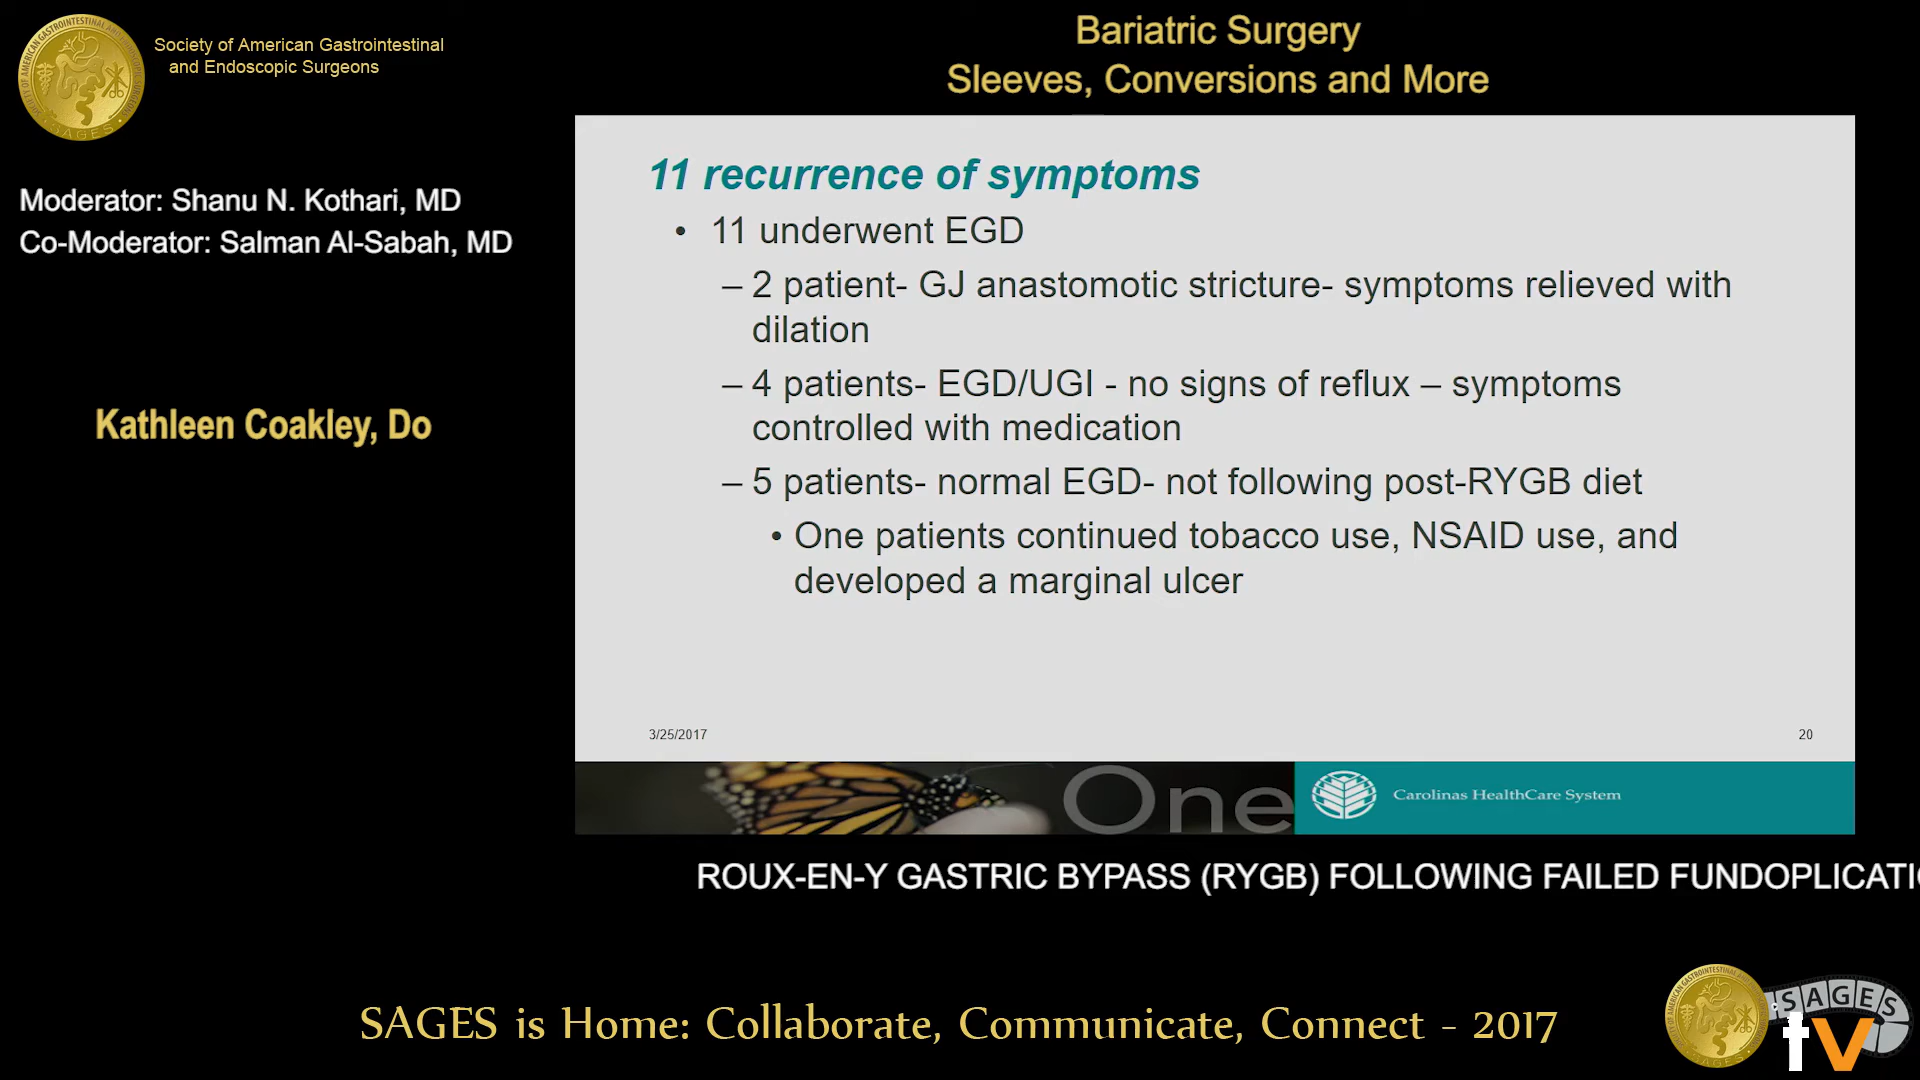 Society of American Gastrointestinal
and Endoscopic Surgeons
Bariatric Surgery
Sleeves, Conversions and More
Moderator: Shanu N. Kothari, MD
Co-Moderator: Salman Al-Sabah, MD
Kathleen Coakley, Do
11 recurrence of symptoms
• 11 underwent EGD
– 2 patient- GJ anastomotic stricture- symptoms relieved with
dilation
– 4 patients- EGD/UGI - no signs of reflux – symptoms
controlled with medication
– 5 patients- normal EGD- not following post-RYGB diet
• One patients continued tobacco use, NSAID use, and
developed a marginal ulcer
3/25/2017
20
One
Carolinas HealthCare System
ROUX-EN-Y GASTRIC BYPASS (RYGB) FOLLOWING FAILED FUNDOPLICATI
SAGES is Home: Collaborate, Communicate, Connect - 2017
SAGES
tv